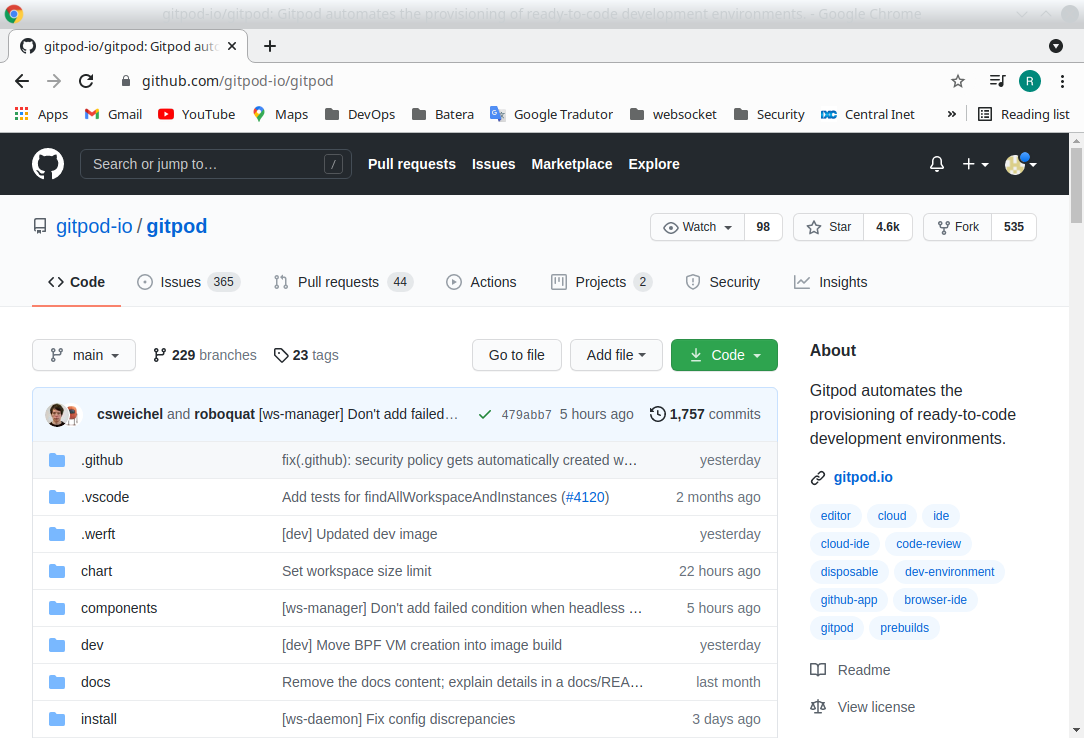 gitpod-io/gitpod: Gitpod automates the provisioning of ready-to-code development environments. - Google Chrome
gitpod-io/gitpod: Gitpod auto
github.com/gitpod-io/gitpod
R
Apps Gmail YouTube Maps DevOps Batera Google Tradutor websocket Security DXC Central Inet » Reading list
Search or jump to… / Pull requests Issues Marketplace Explore
gitpod-io / gitpod Watch 98 Star 4.6k Fork 535
Code Issues 365 Pull requests 44 Actions Projects 2 Security Insights
main 229 branches 23 tags Go to file Add file Code
csweichel and roboquat [ws-manager] Don't add failed… 479abb7 5 hours ago 1,757 commits
.github fix(.github): security policy gets automatically created w… yesterday
.vscode Add tests for findAllWorkspaceAndInstances (#4120) 2 months ago
.werft [dev] Updated dev image yesterday
chart Set workspace size limit 22 hours ago
components [ws-manager] Don't add failed condition when headless … 5 hours ago
dev [dev] Move BPF VM creation into image build yesterday
docs Remove the docs content; explain details in a docs/REA… last month
install [ws-daemon] Fix config discrepancies 3 days ago
About
Gitpod automates the
provisioning of ready-to-code
development environments.
gitpod.io
editor cloud ide
cloud-ide code-review
disposable dev-environment
github-app browser-ide
gitpod prebuilds
Readme
View license